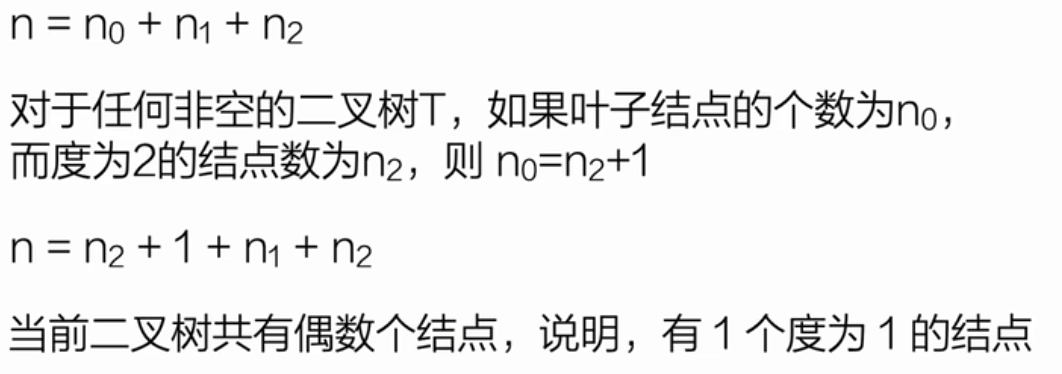 n = n₀ + n₁ + n₂
对于任何非空的二叉树T，如果叶子结点的个数为n₀，
而度为2的结点数为n₂，则 n₀=n₂+1
n = n₂ + 1 + n₁ + n₂
当前二叉树共有偶数个结点，说明，有 1 个度为 1 的结点